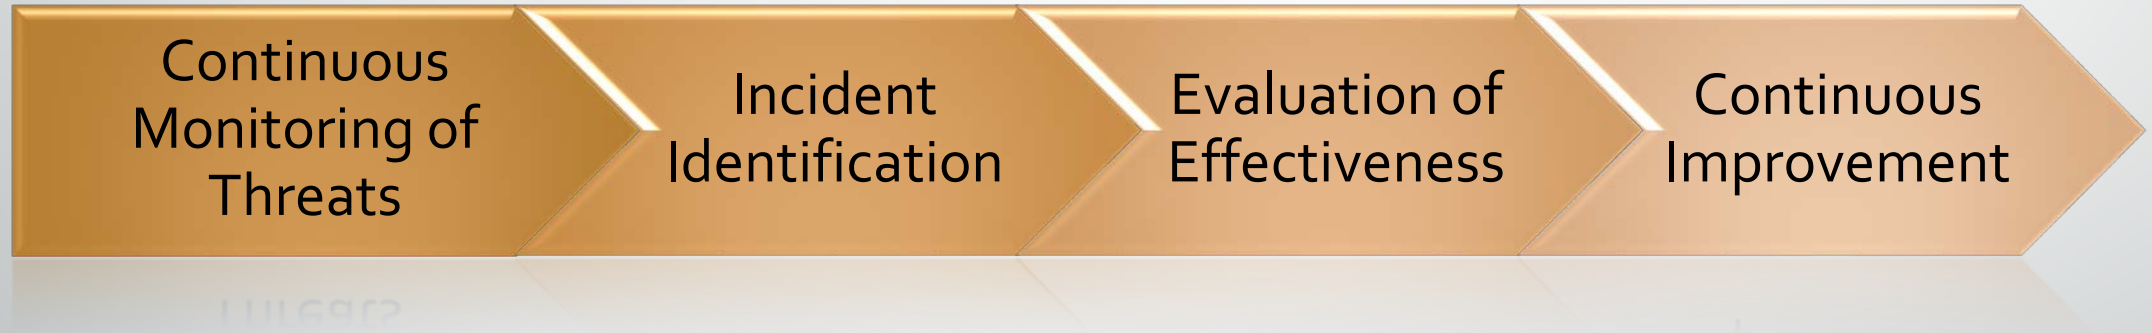 Continuous
Monitoring of
Threats
Incident
Identification
Evaluation of
Effectiveness
Continuous
Improvement